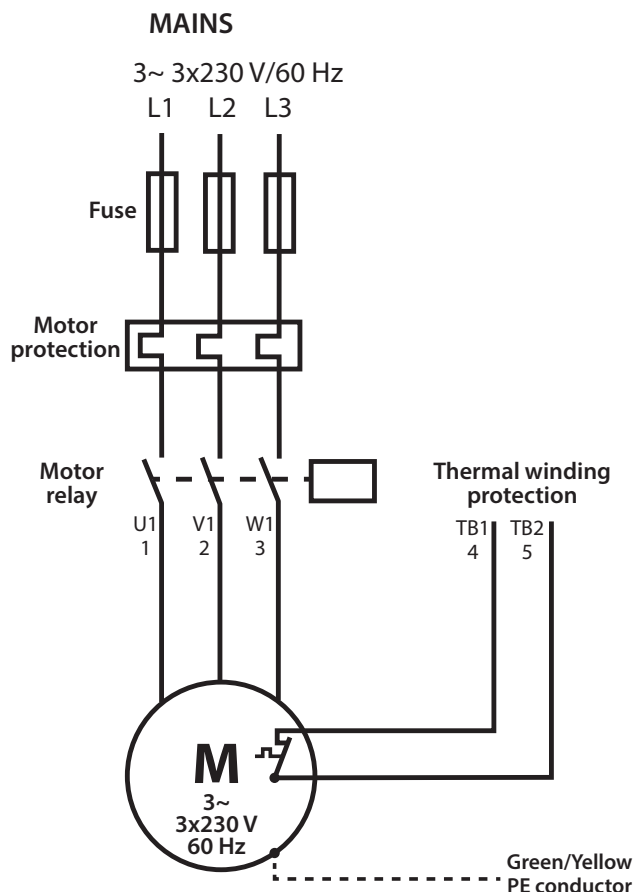 MAINS
3~ 3x230 V/60 Hz
L1 L2 L3
Fuse
Motor
protection
Motor
relay
U1 V1 W1
1 2 3
Thermal winding
protection
TB1 TB2
4 5
M
3~
3x230 V
60 Hz
Green/Yellow
PE conductor